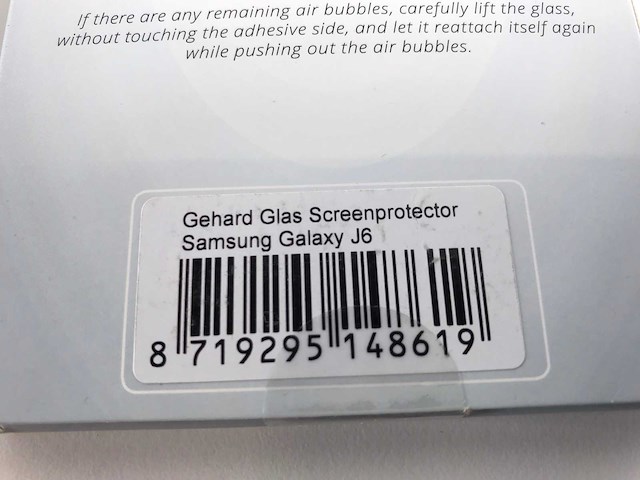 If there are any remaining air bubbles, carefully lift the glass,
without touching the adhesive side, and let it reattach itself again
while pushing out the air bubbles.
Gehard Glas Screenprotector
Samsung Galaxy J6
8 719295 148619